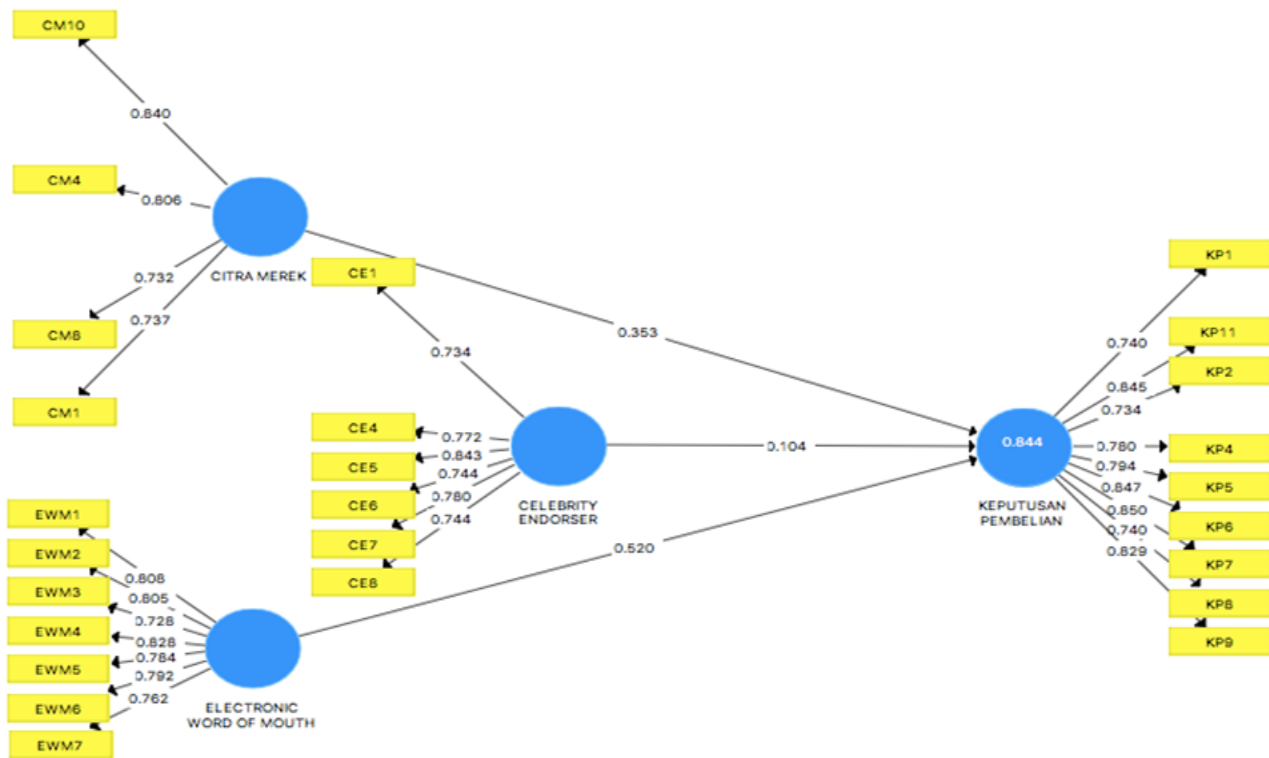 CM10
0.840
CM4
0.806
CITRA MEREK
0.732
CM8
0.737
CM1
CE1
0.353
0.734
CE4
0.772
CE5
0.843
0.744
CE6
0.780
CE7
0.744
CE8
CELEBRITY
ENDORSER
0.104
EWM1
EWM2
0.808
EWM3
0.805
0.728
EWM4
0.828
0.784
EWM5
0.792
EWM6
0.762
EWM7
ELECTRONIC
WORD OF MOUTH
0.520
0.844
KEPUTUSAN
PEMBELIAN
KP1
0.740
KP11
0.845
KP2
0.734
0.780
KP4
0.794
KP5
0.847
0.850
KP6
0.740
0.829
KP7
KP8
KP9